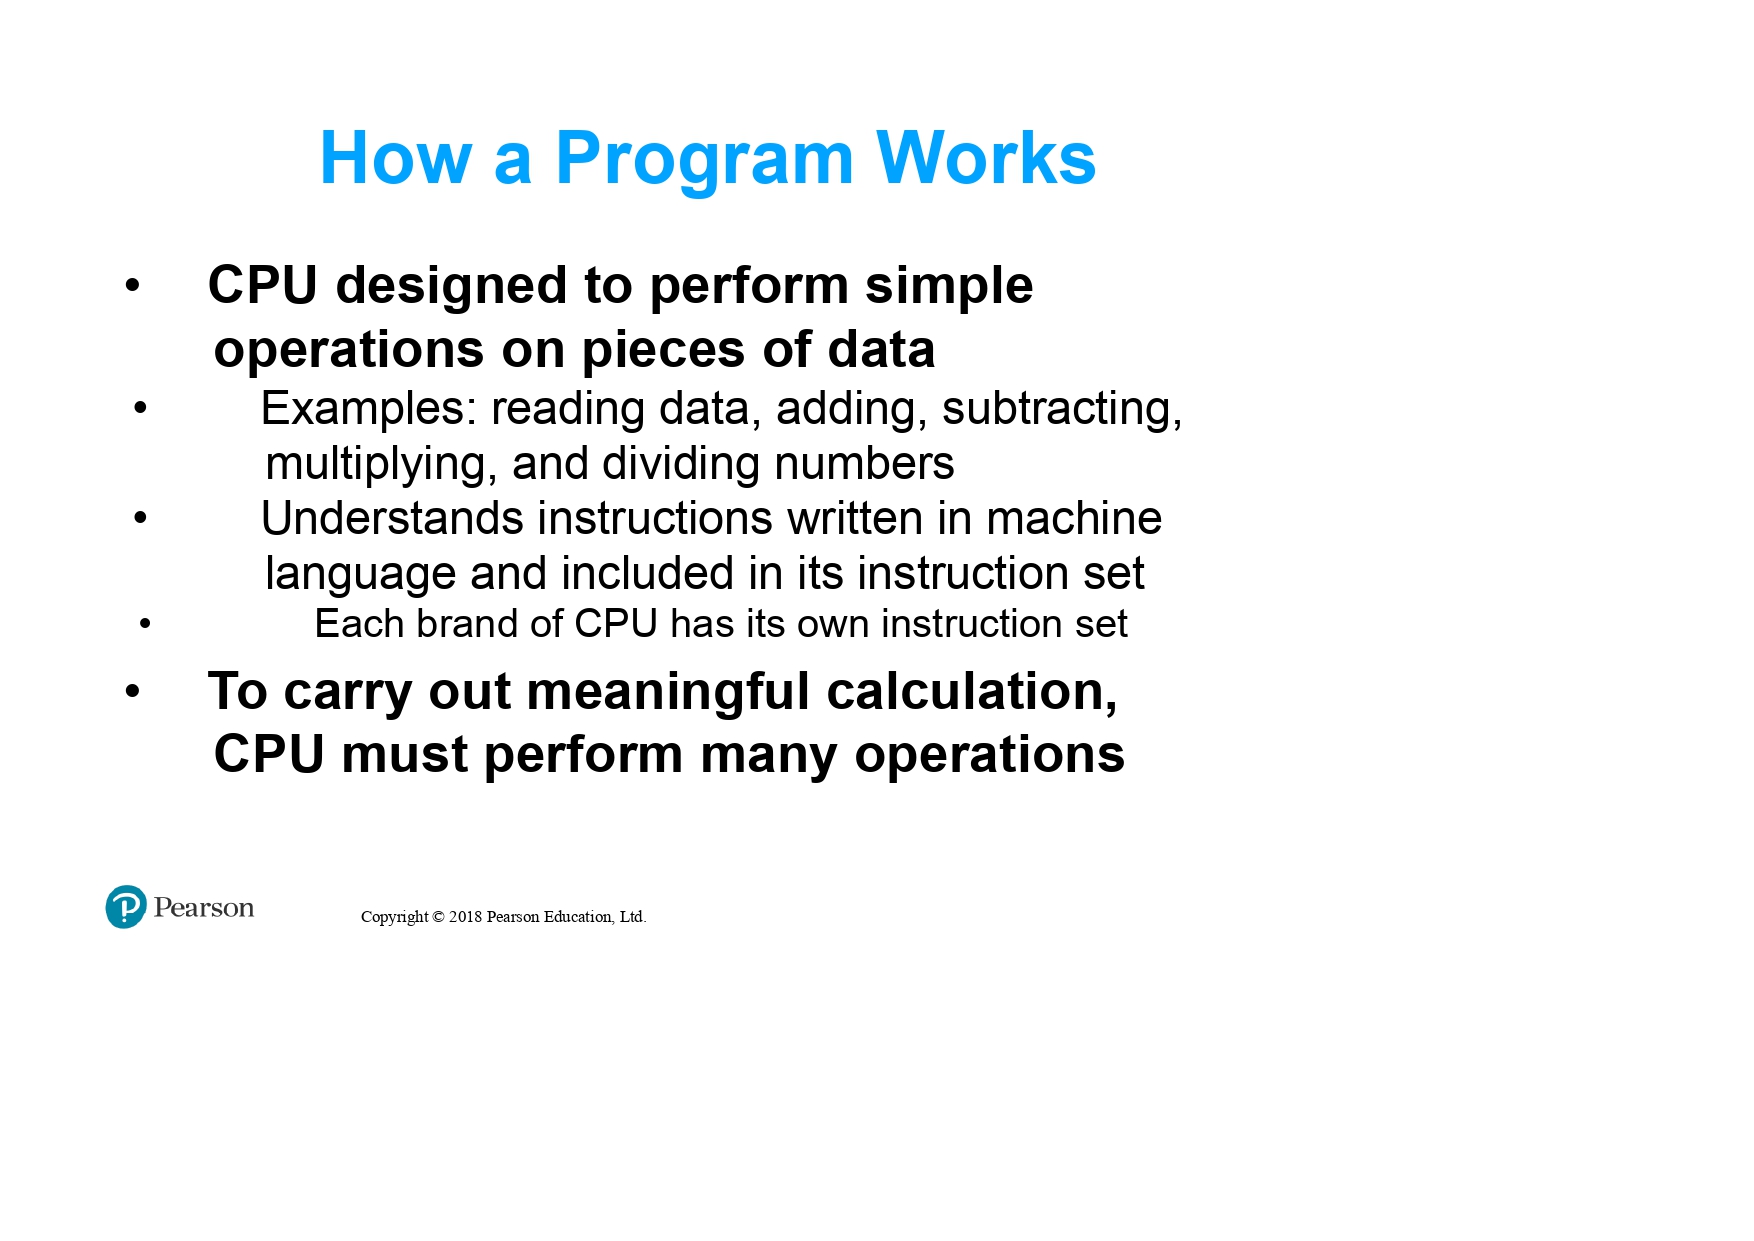 How a Program Works
• CPU designed to perform simple
operations on pieces of data
• Examples: reading data, adding, subtracting,
multiplying, and dividing numbers
• Understands instructions written in machine
language and included in its instruction set
• Each brand of CPU has its own instruction set
• To carry out meaningful calculation,
CPU must perform many operations
Pearson
Copyright © 2018 Pearson Education, Ltd.